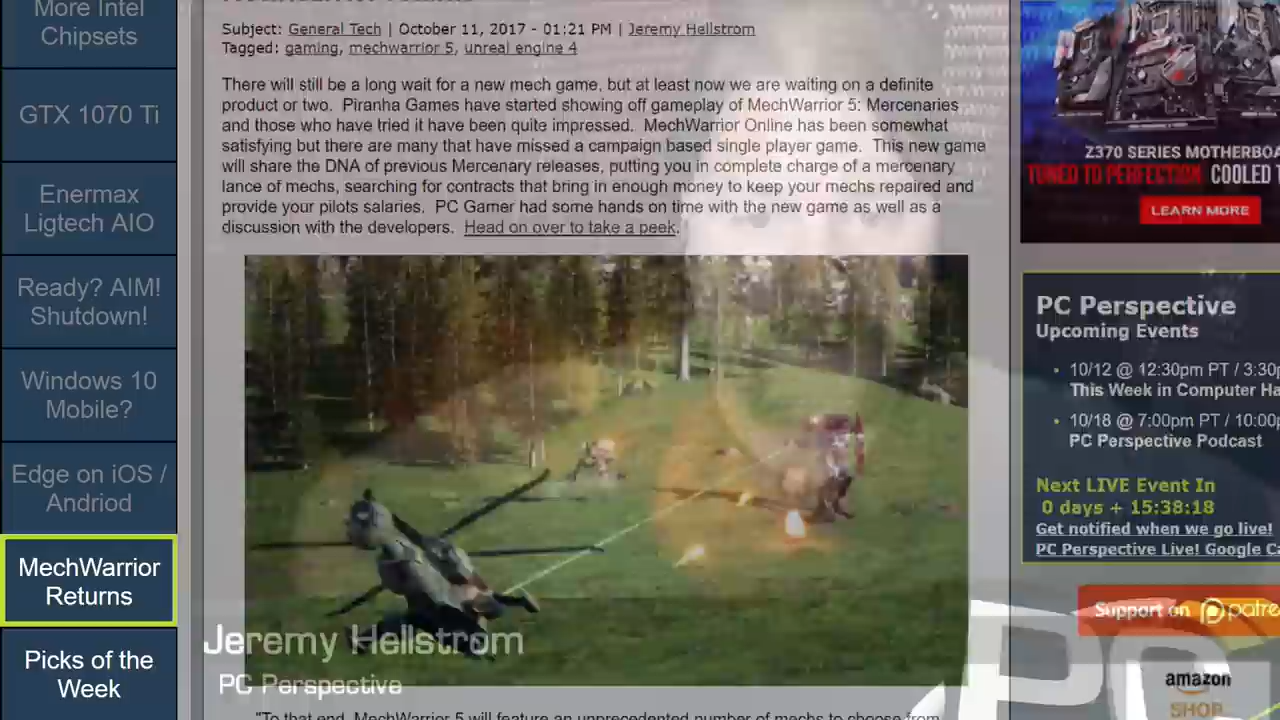 More Intel
Chipsets
GTX 1070 Ti
Enermax
Ligtech AIO
Ready? AIM!
Shutdown!
Windows 10
Mobile?
Edge on iOS /
Andriod
MechWarrior
Returns
Picks of the
Week
Subject: General Tech | October 11, 2017 - 01:21 PM | Jeremy Hellstrom
Tagged: gaming, mechwarrior 5, unreal engine 4
There will still be a long wait for a new mech game, but at least now we are waiting on a definite
product or two. Piranha Games have started showing off gameplay of MechWarrior 5: Mercenaries
and those who have tried it have been quite impressed. MechWarrior Online has been somewhat
satisfying but there are many that have missed a campaign based single player game. This new game
will share the DNA of previous Mercenary releases, putting you in complete charge of a mercenary
lance of mechs, searching for contracts that bring in enough money to keep your mechs repaired and
provide your pilots salaries. PC Gamer had some hands on time with the new game as well as a
discussion with the developers. Head on over to take a peek.
Jeremy Hellstrom
PC Perspective
"To that end, MechWarrior 5 will feature an unprecedented number of mechs to choose from
Z370 SERIES MOTHERBOA
TUNED TO PERFECTION COOLED T
LEARN MORE
PC Perspective
Upcoming Events
10/12 @ 12:30pm PT / 3:30p
This Week in Computer Ha
10/18 @ 7:00pm PT / 10:00p
PC Perspective Podcast
Next LIVE Event In
0 days + 15:38:18
Get notified when we go live!
PC Perspective Live! Google Ca
Support on patre
PC
amazon
SHOP